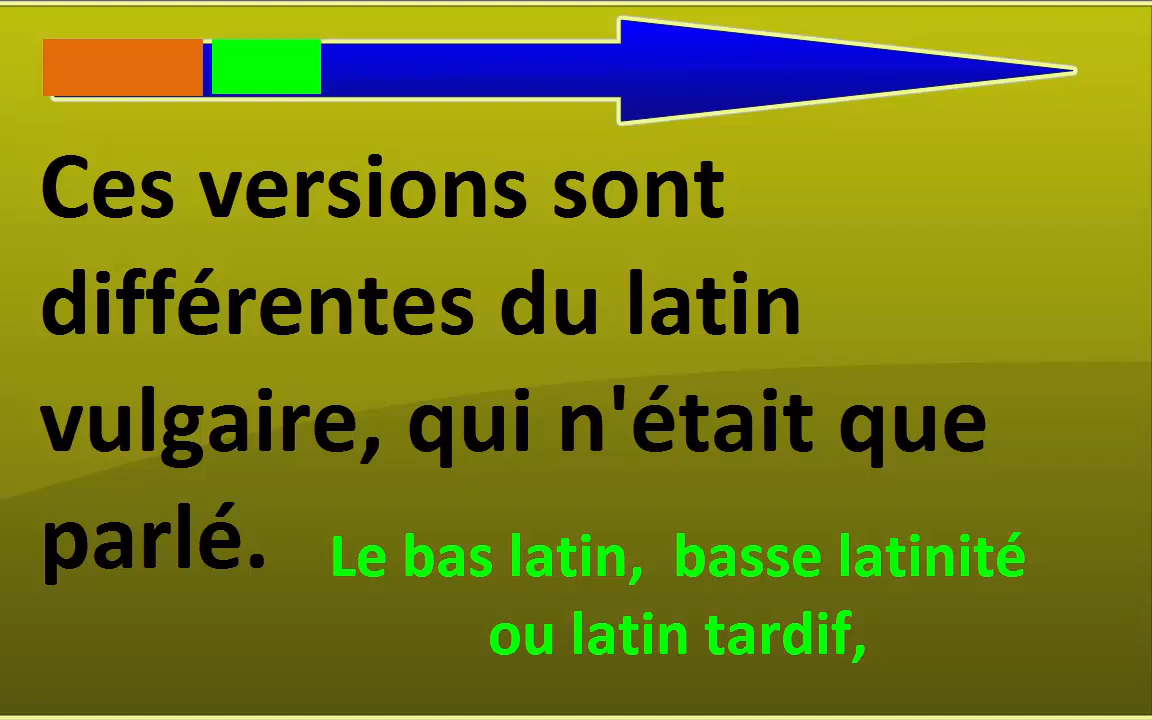 Ces versions sont
différentes du latin
vulgaire, qui n'était que
parlé.
Le bas latin, basse latinité
ou latin tardif,